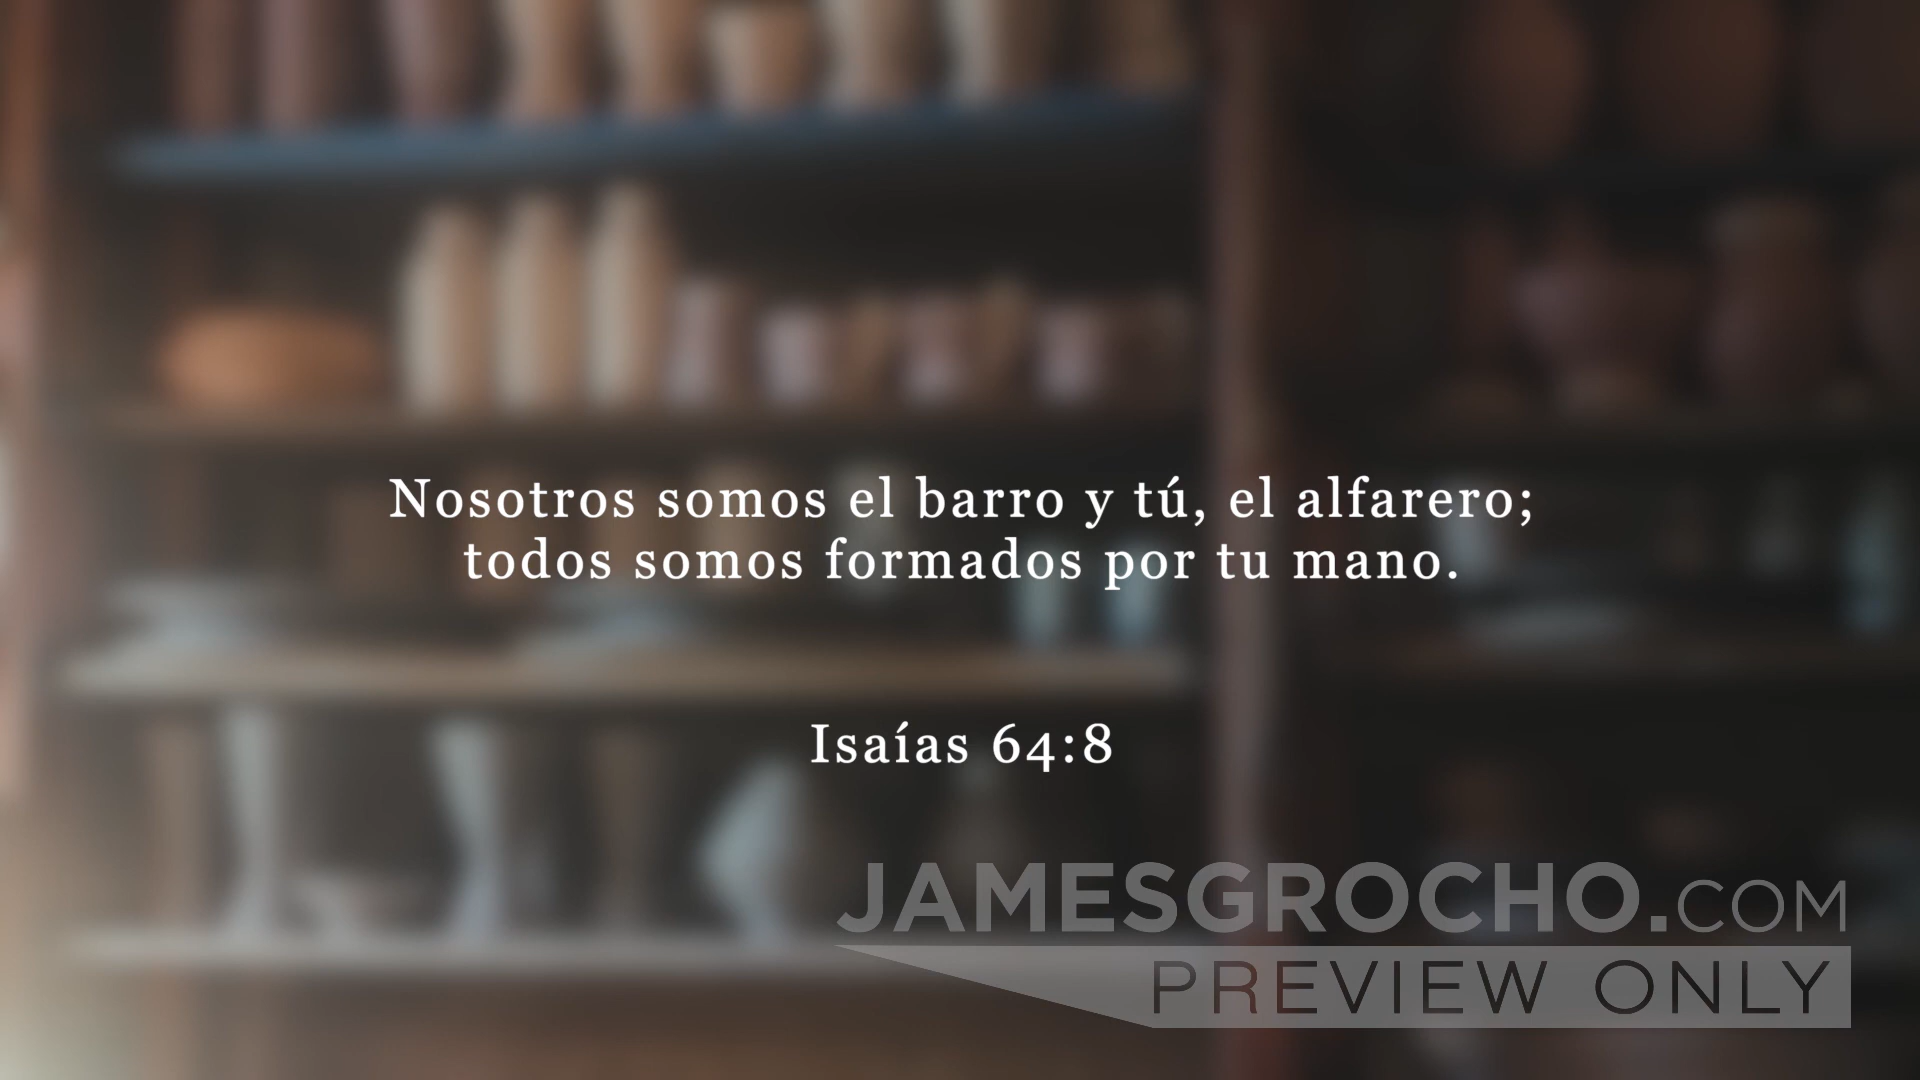 Nosotros somos el barro y tú, el alfarero;
todos somos formados por tu mano.
Isaías 64:8
JAMESGROCHO.COM
PREVIEW ONLY